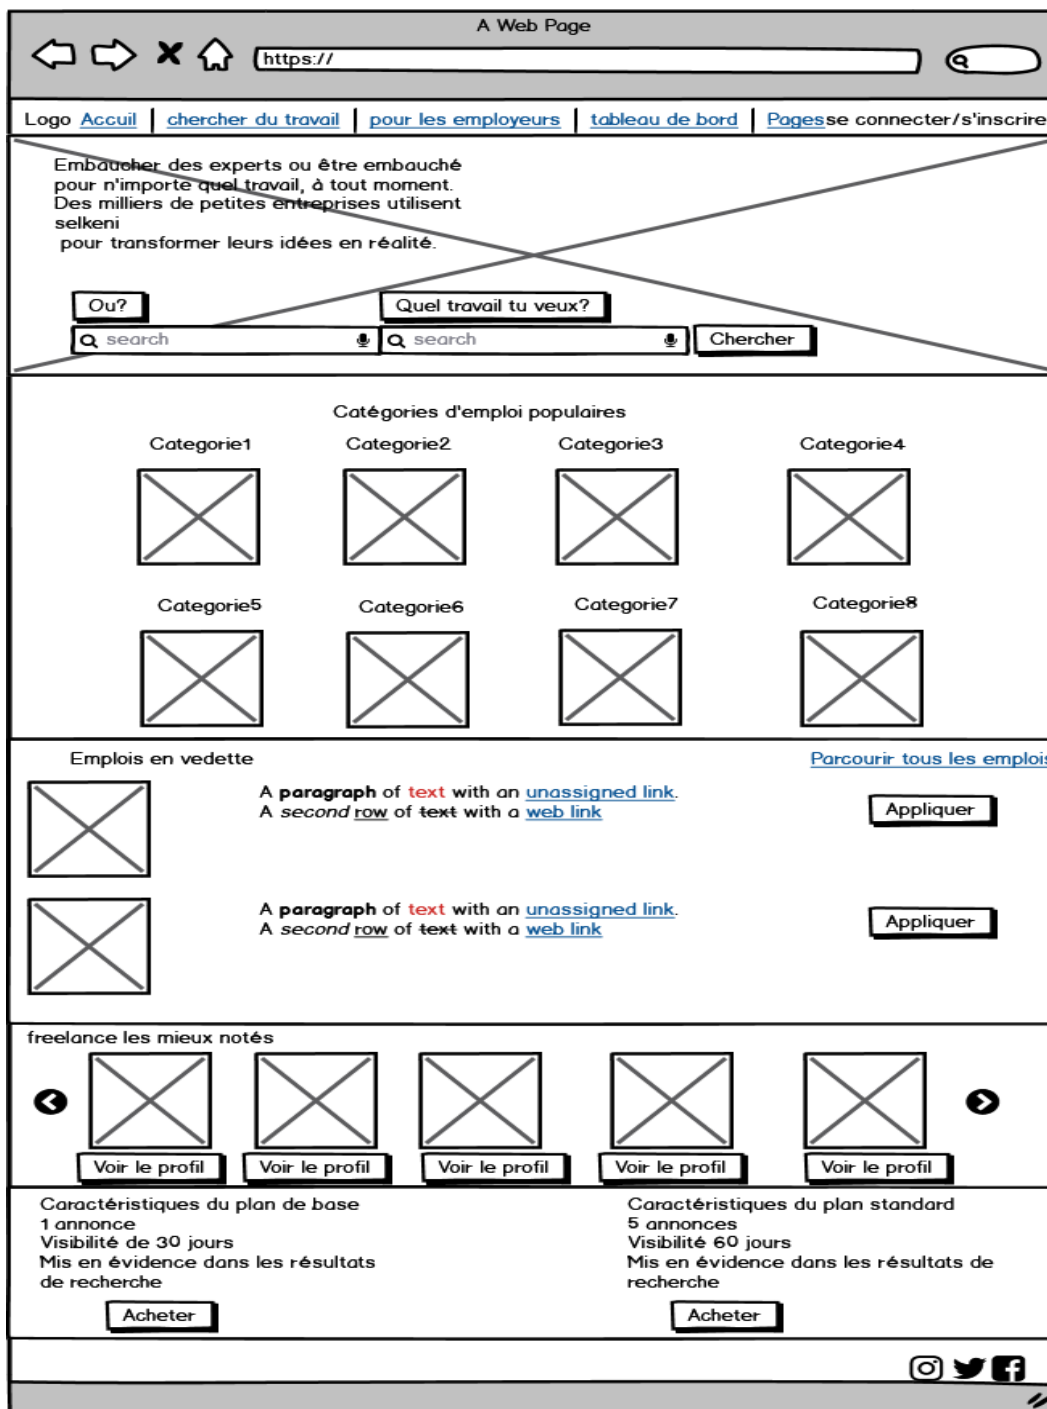 A Web Page
https://
Logo Accuil chercher du travail pour les employeurs tableau de bord Pages se connecter/s'inscrire
Embaucher des experts ou être embauché
pour n'importe quel travail, à tout moment.
Des milliers de petites entreprises utilisent
selkeni
pour transformer leurs idées en réalité.
Ou? Quel travail tu veux?
search search Chercher
Catégories d'emploi populaires
Categorie1 Categorie2 Categorie3 Categorie4
Categorie5 Categorie6 Categorie7 Categorie8
Emplois en vedette Parcourir tous les emplois
A paragraph of text with an unassigned link.
A second row of text with a web link
Appliquer
A paragraph of text with an unassigned link.
A second row of text with a web link
Appliquer
freelance les mieux notés
Voir le profil Voir le profil Voir le profil Voir le profil Voir le profil
Caractéristiques du plan de base
1 annonce
Visibilité de 30 jours
Mis en évidence dans les résultats
de recherche
Acheter
Caractéristiques du plan standard
5 annonces
Visibilité 60 jours
Mis en évidence dans les résultats de
recherche
Acheter